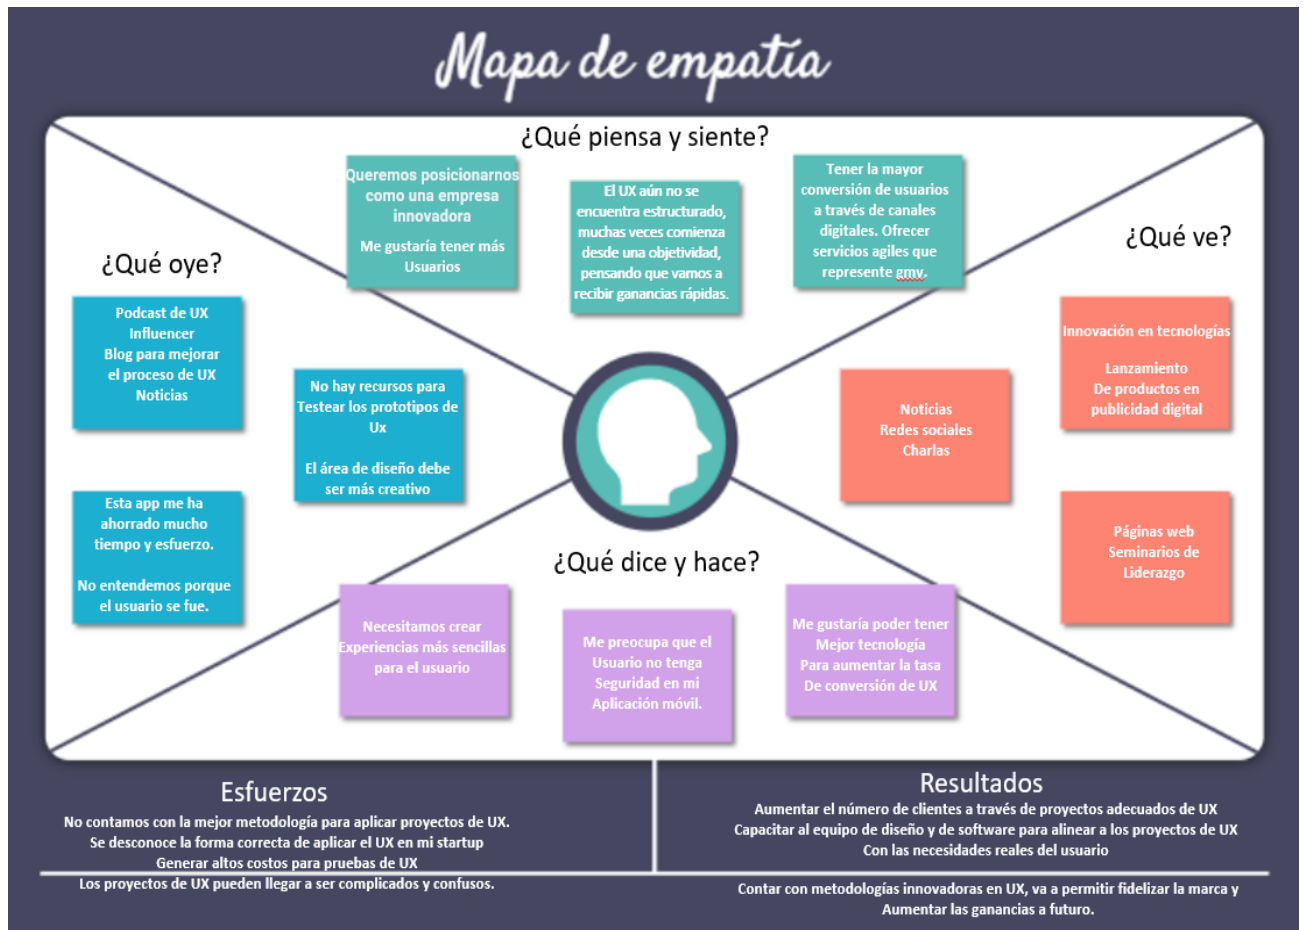 Mapa de empatía
¿Qué piensa y siente?
Queremos posicionarnos
como una empresa
innovadora
Me gustaría tener más
Usuarios
El UX aún no se
encuentra estructurado,
muchas veces comienza
desde una objetividad,
pensando que vamos a
recibir ganancias rápidas.
Tener la mayor
conversión de usuarios
a través de canales
digitales. Ofrecer
servicios agiles que
represente gmv.
¿Qué oye?
Podcast de UX
Influencer
Blog para mejorar
el proceso de UX
Noticias
No hay recursos para
Testear los prototipos de
Ux
El área de diseño debe
ser más creativo
Esta app me ha
ahorrado mucho
tiempo y esfuerzo.
No entendemos porque
el usuario se fue.
¿Qué ve?
Innovación en tecnologías
Lanzamiento
De productos en
publicidad digital
Noticias
Redes sociales
Charlas
Páginas web
Seminarios de
Liderazgo
¿Qué dice y hace?
Necesitamos crear
Experiencias más sencillas
para el usuario
Me preocupa que el
Usuario no tenga
Seguridad en mi
Aplicación móvil.
Me gustaría poder tener
Mejor tecnología
Para aumentar la tasa
De conversión de UX
Esfuerzos
No contamos con la mejor metodología para aplicar proyectos de UX.
Se desconoce la forma correcta de aplicar el UX en mi startup
Generar altos costos para pruebas de UX
Los proyectos de UX pueden llegar a ser complicados y confusos.
Resultados
Aumentar el número de clientes a través de proyectos adecuados de UX
Capacitar al equipo de diseño y de software para alinear a los proyectos de UX
Con las necesidades reales del usuario
Contar con metodologías innovadoras en UX, va a permitir fidelizar la marca y
Aumentar las ganancias a futuro.